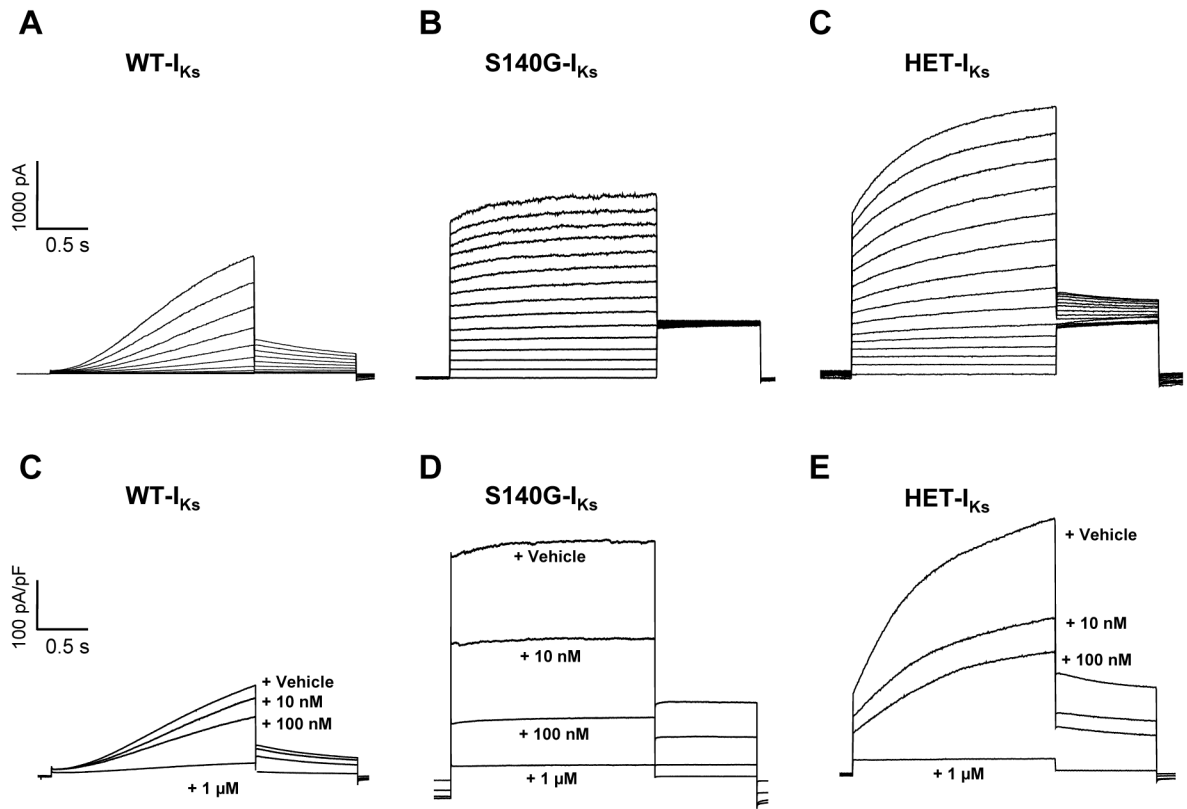 A
B
C
WT-IKs
S140G-IKs
HET-IKs
1000 pA
0.5 s
C
D
E
WT-IKs
S140G-IKs
HET-IKs
100 pA/pF
0.5 s
+ Vehicle
+ 10 nM
+ 100 nM
+ 1 µM
+ Vehicle
+ 10 nM
+ 100 nM
+ 1 µM
+ Vehicle
+ 10 nM
+ 100 nM
+ 1 µM